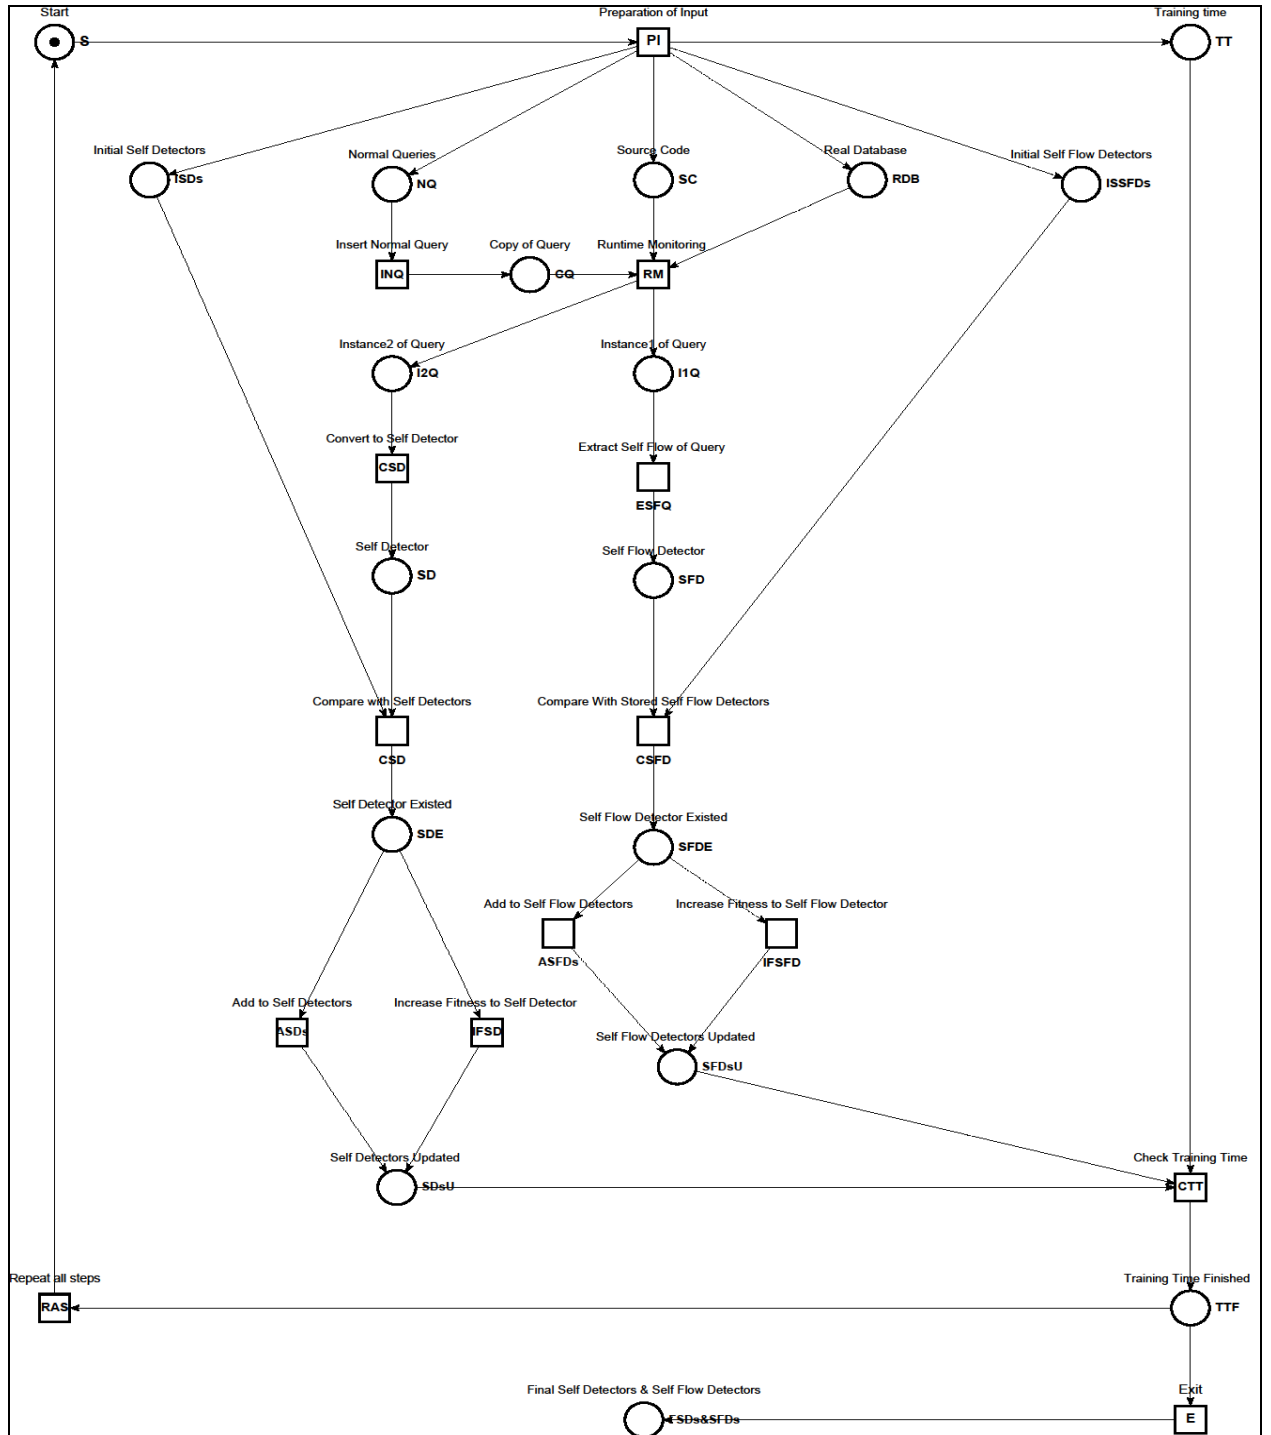 Start
Preparation of Input
Training time
S
PI
TT
Initial Self Detectors
Normal Queries
Source Code
Real Database
Initial Self Flow Detectors
ISDs
NQ
SC
RDB
ISSFDs
Insert Normal Query
Copy of Query
Runtime Monitoring
INQ
CQ
RM
Instance2 of Query
Instance1 of Query
I2Q
I1Q
Convert to Self Detector
Extract Self Flow of Query
CSD
ESFQ
Self Detector
Self Flow Detector
SD
SFD
Compare with Self Detectors
Compare With Stored Self Flow Detectors
CSD
CSFD
Self Detector Existed
Self Flow Detector Existed
SDE
SFDE
Add to Self Flow Detectors
Increase Fitness to Self Flow Detector
ASFDs
IFSFD
Add to Self Detectors
Increase Fitness to Self Detector
ASDs
IFSD
Self Flow Detectors Updated
SFDsU
Self Detectors Updated
Check Training Time
SDsU
CTT
Repeat all steps
Training Time Finished
RAS
TTF
Final Self Detectors & Self Flow Detectors
Exit
FSDs&SFDs
E